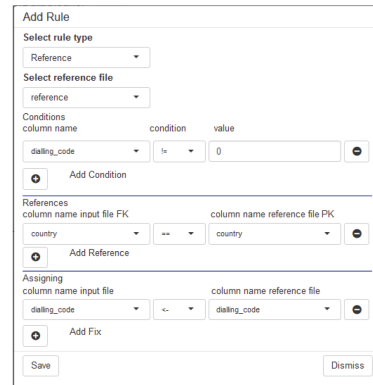 Add Rule
Select rule type
Reference
Select reference file
reference
Conditions
column name condition value
dialling_code != 0
Add Condition
References
column name input file FK column name reference file PK
country == country
Add Reference
Assigning
column name input file column name reference file
dialling_code <- dialling_code
Add Fix
Save Dismiss